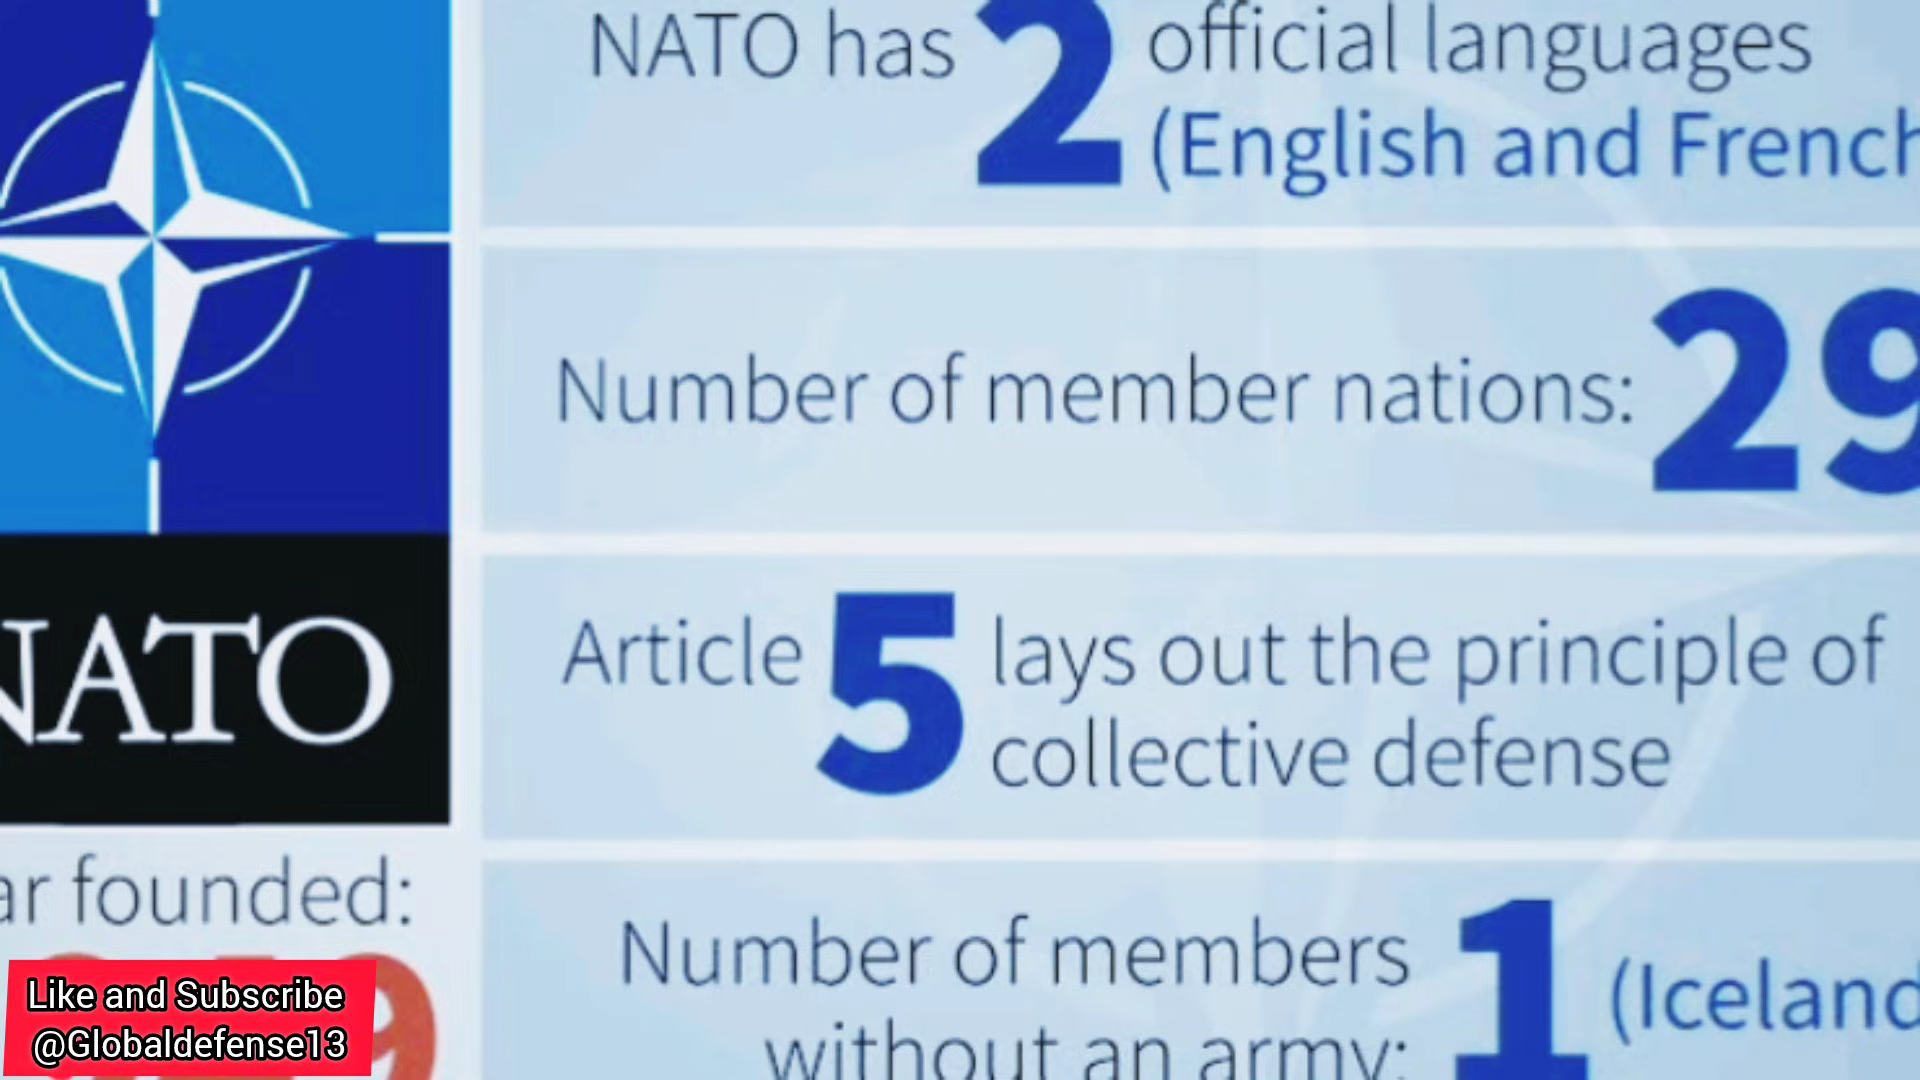 NATO has 2 official languages
(English and French
Number of member nations: 29
NATO
Article 5 lays out the principle of
collective defense
founded:
Number of members
without an army: 1 (Iceland
Like and Subscribe
@Globaldefense13